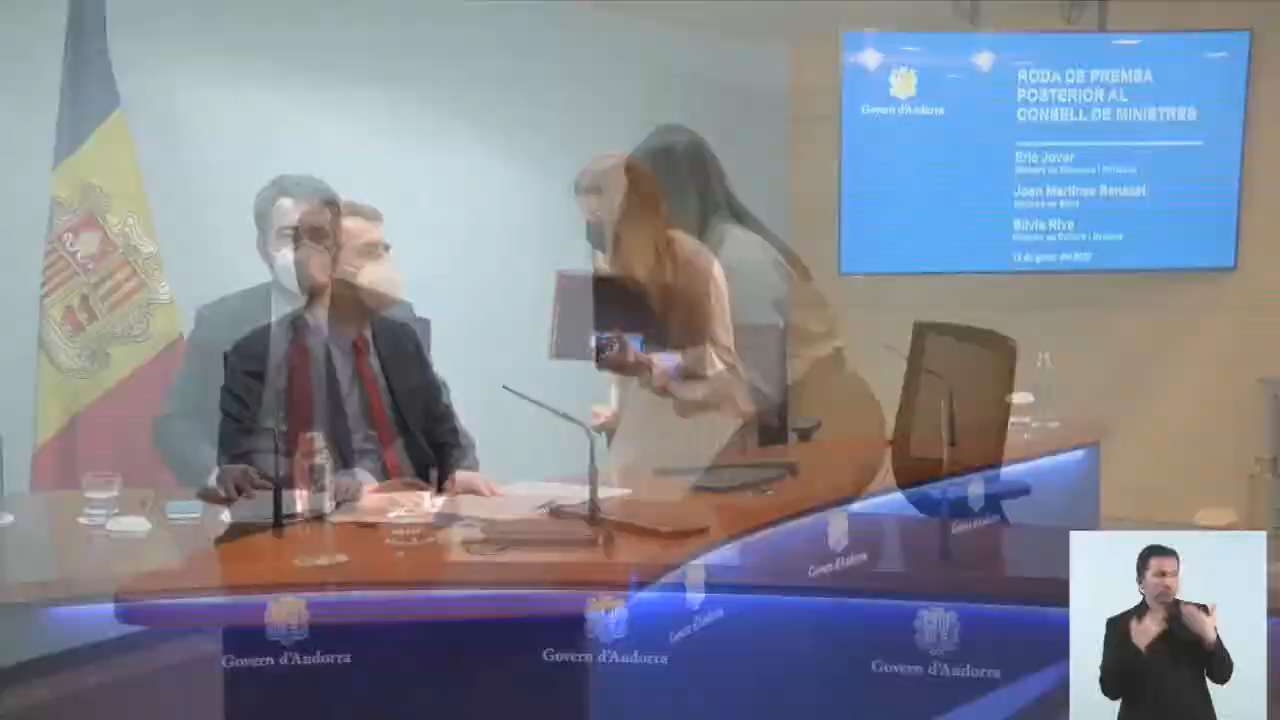 Govern d'Andorra
RODA DE PREMSA
POSTERIOR AL
CONSELL DE MINISTRES
Eric Jover
Joan Martínez Benazet
Sílvia Riva
Govern d'Andorra
Govern d'Andorra
Govern d'Andorra
Govern d'Andorra
Govern d'Andorra
Govern d'Andorra